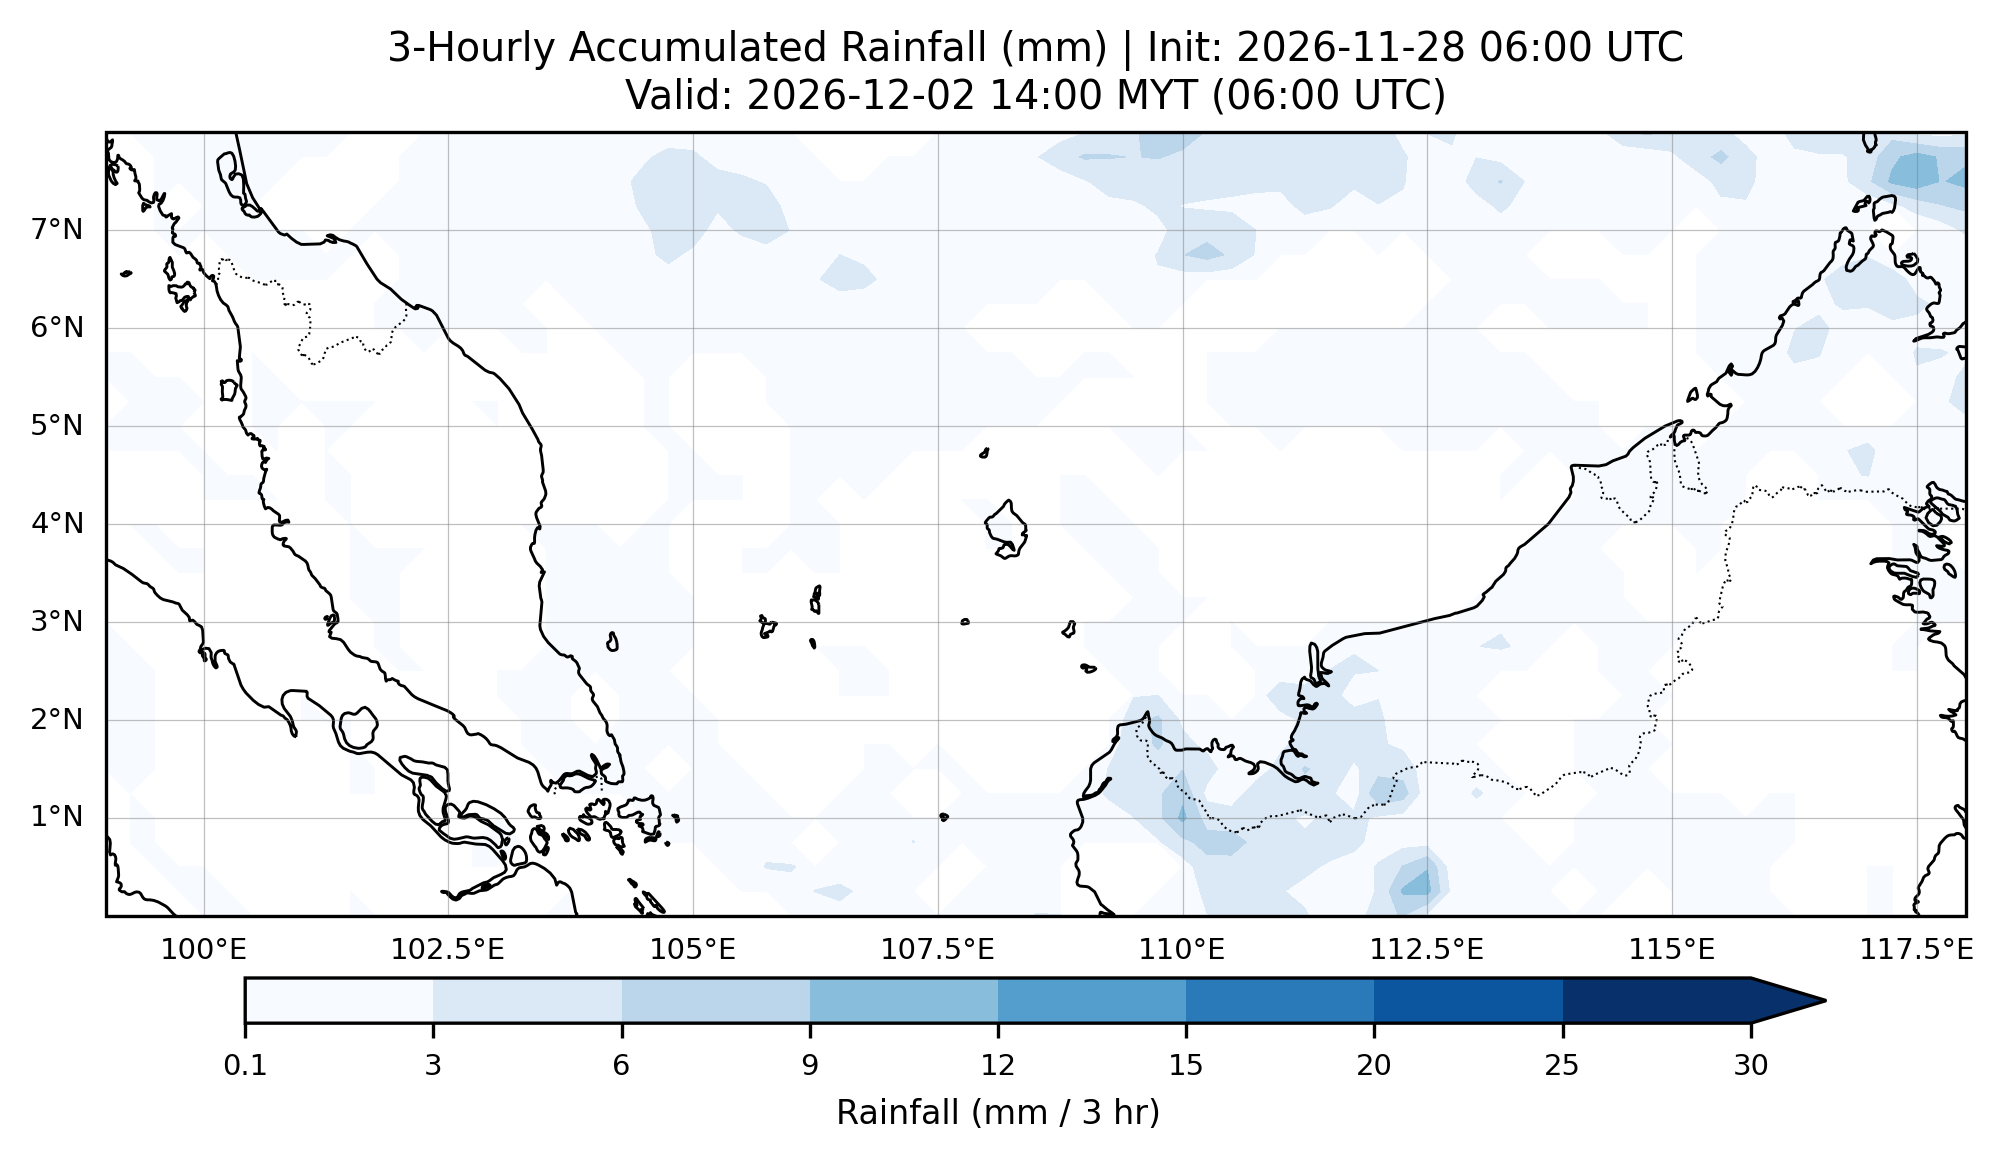 3-Hourly Accumulated Rainfall (mm) | Init: 2026-11-28 06:00 UTC
Valid: 2026-12-02 14:00 MYT (06:00 UTC)
7°N
6°N
5°N
4°N
3°N
2°N
1°N
100°E 102.5°E 105°E 107.5°E 110°E 112.5°E 115°E 117.5°E
0.1 3 6 9 12 15 20 25 30
Rainfall (mm / 3 hr)